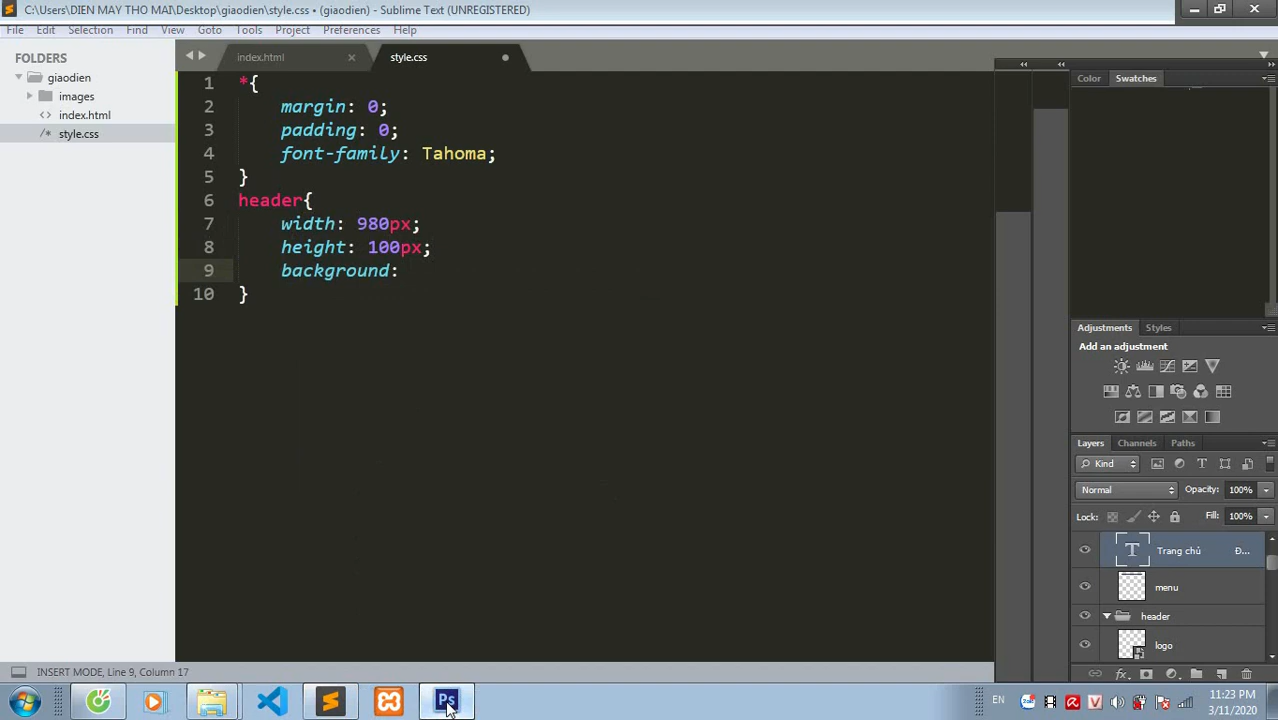 C:\Users\DIEN MAY THO MAI\Desktop\giaodien\style.css • (giaodien) - Sublime Text (UNREGISTERED)
File Edit Selection Find View Goto Tools Project Preferences Help
FOLDERS
giaodien
images
index.html
style.css
index.html
style.css
1 *{
2 margin: 0;
3 padding: 0;
4 font-family: Tahoma;
5 }
6 header{
7 width: 980px;
8 height: 100px;
9 background:
10 }
Color Swatches
Adjustments Styles
Add an adjustment
Layers Channels Paths
Kind
Normal Opacity: 100%
Lock: Fill: 100%
T Trang chủ Đ...
menu
header
logo
INSERT MODE, Line 9, Column 17
Ps
EN
Zalo
V
11:23 PM
3/11/2020